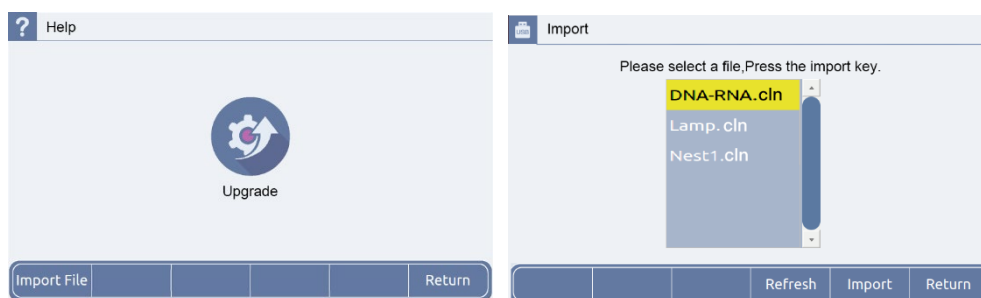 ? Help
Upgrade
Import File
Return
USB
Import
Please select a file,Press the import key.
DNA-RNA.cln
Lamp.cln
Nest1.cln
Refresh
Import
Return